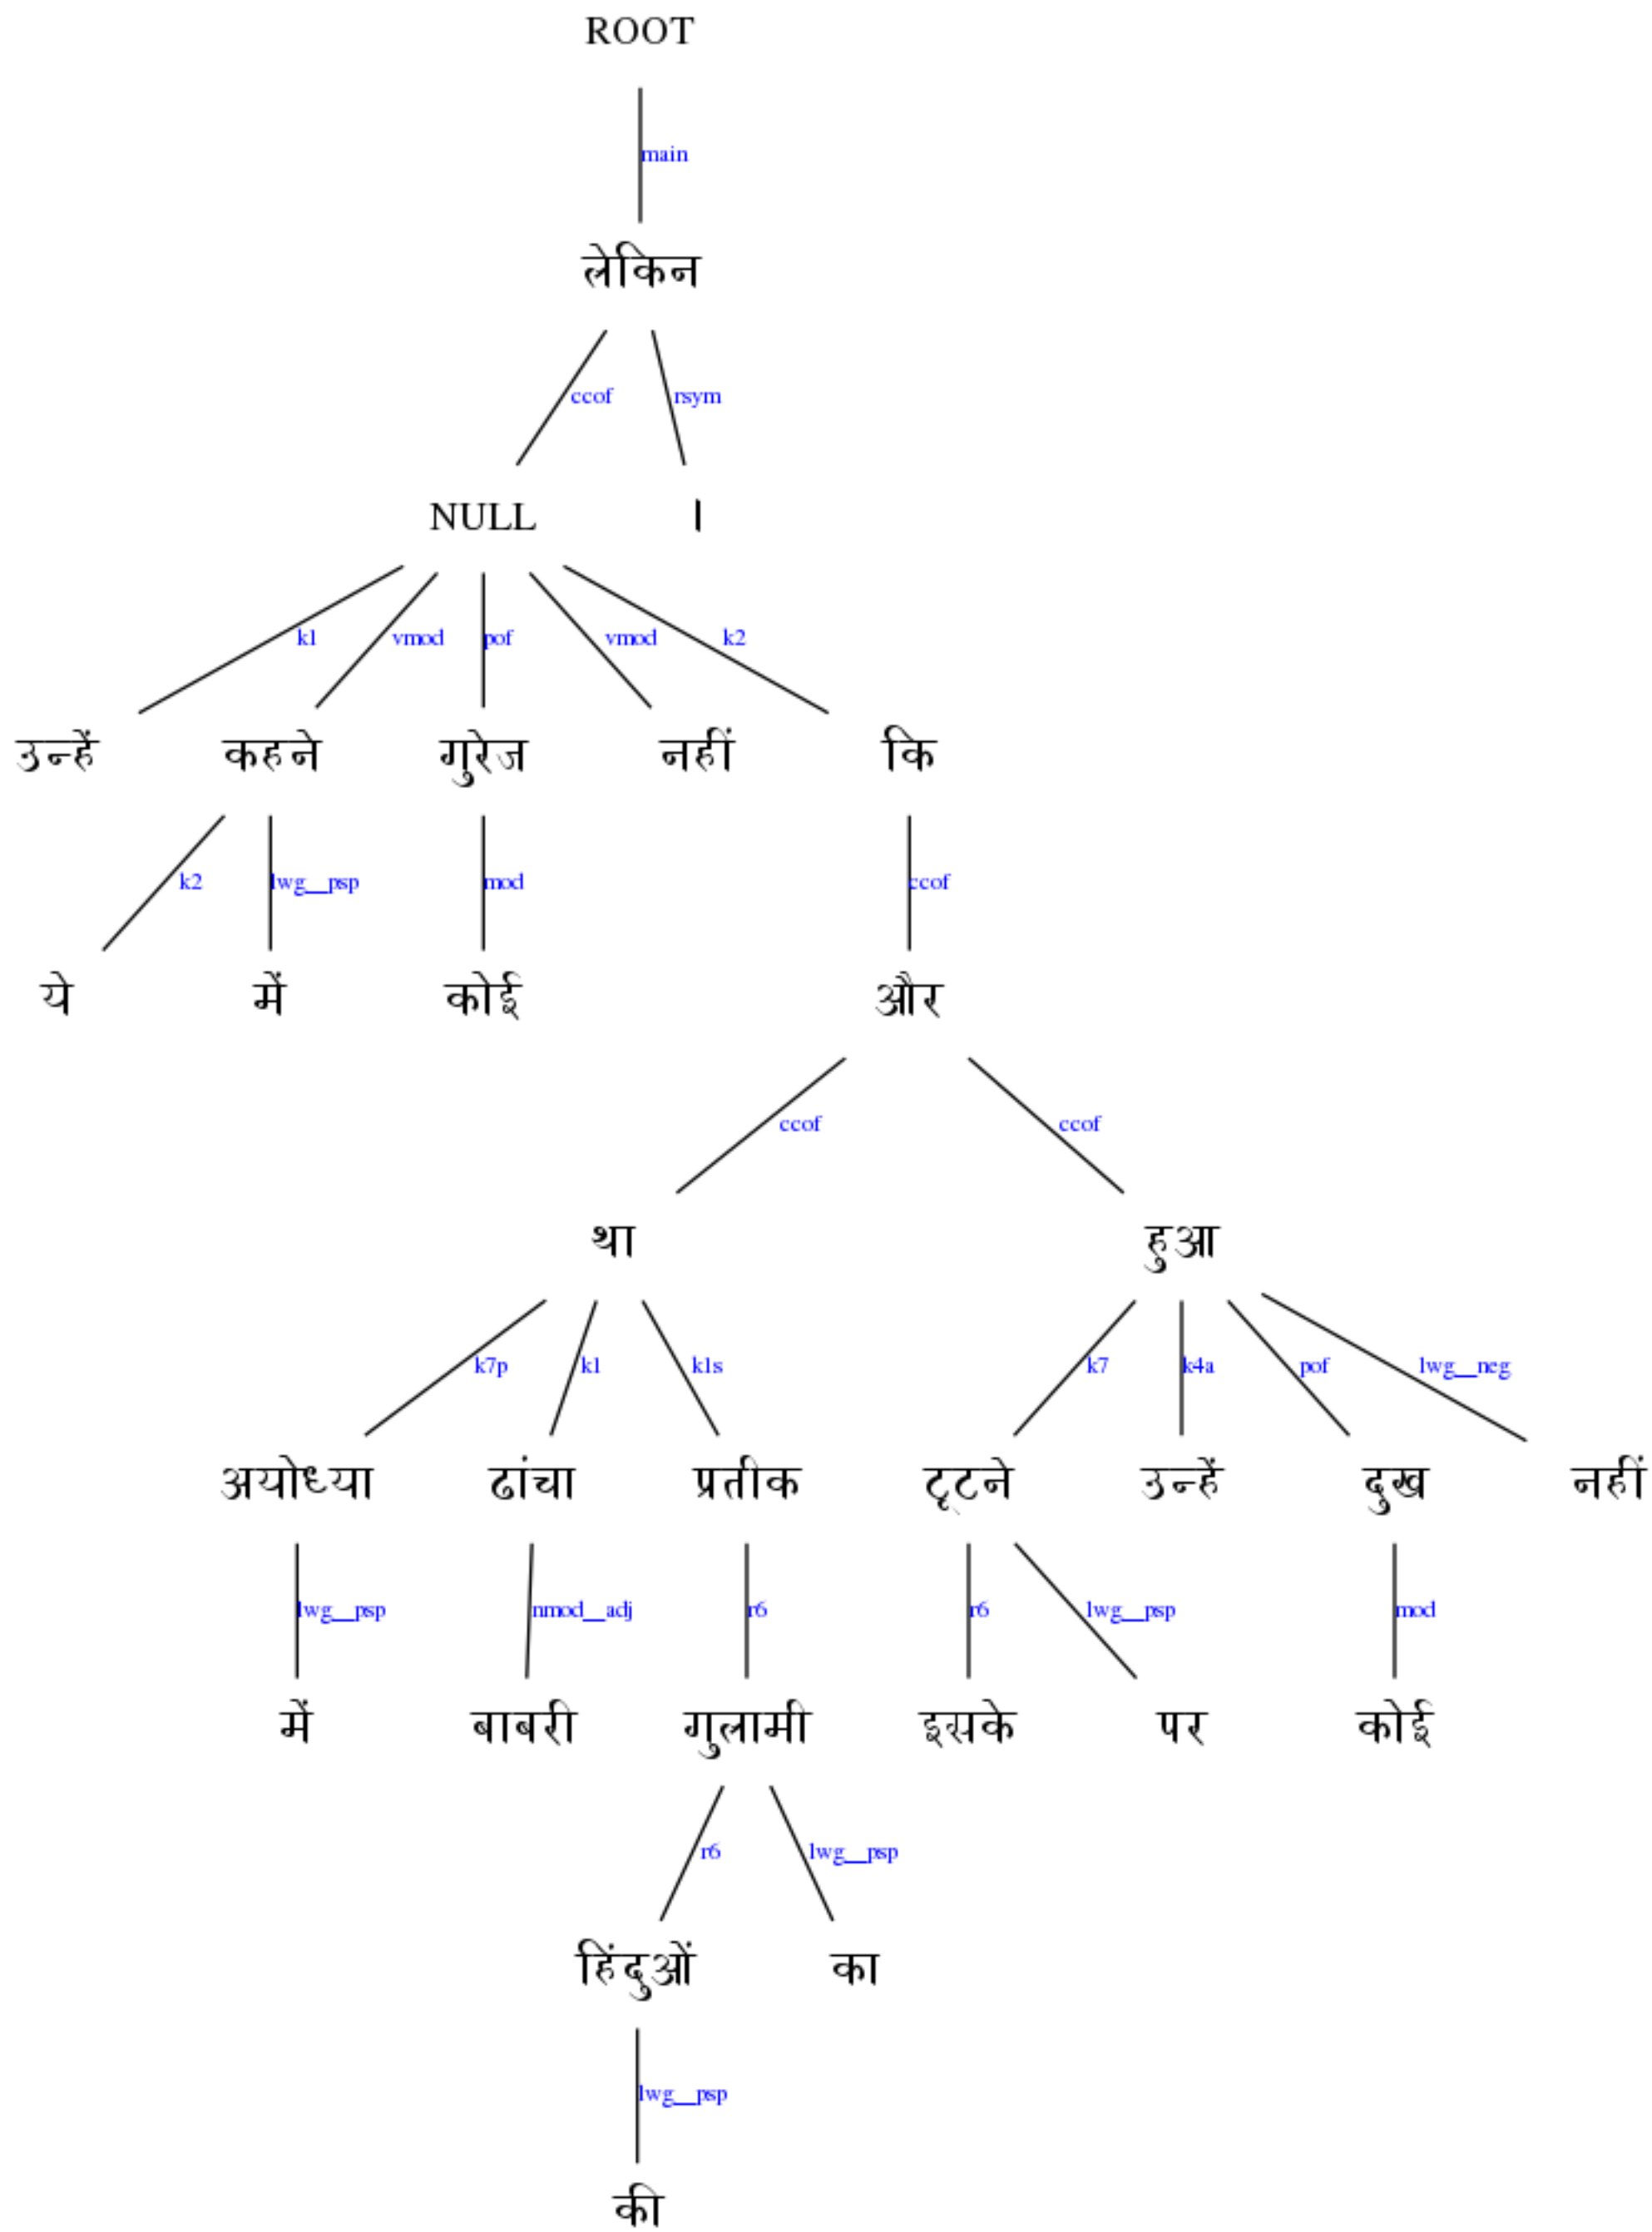 ROOT
main
लेकिन
ccof rsym
NULL ।
k1 vmod pof vmod k2
उन्हें कहने गुरेज नहीं कि
k2 lwg__psp mod ccof
ये में कोई और
ccof ccof
था हुआ
k7p k1 k1s k7 k4a pof lwg__neg
अयोध्या ढांचा प्रतीक टूटने उन्हें दुख नहीं
lwg__psp nmod__adj r6 r6 lwg__psp mod
में बाबरी गुलामी इसके पर कोई
r6 lwg__psp
हिंदुओं का
lwg__psp
की